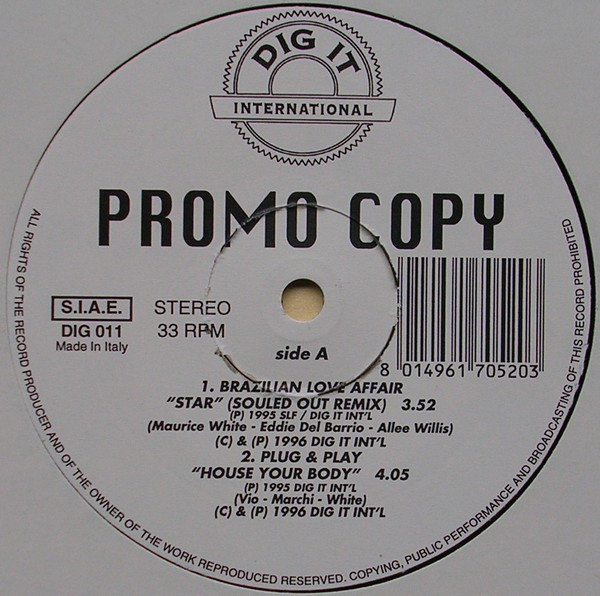 DIG IT
INTERNATIONAL
PROMO COPY
S.I.A.E.
DIG 011
Made in Italy
STEREO
33 RPM
side A
8 014961 705203
1. BRAZILIAN LOVE AFFAIR
"STAR" (SOULED OUT REMIX) 3.52
(P) 1995 SLF / DIG IT INT'L
(Maurice White - Eddie Del Barrio - Allee Willis)
(C) & (P) 1996 DIG IT INT'L
2. PLUG & PLAY
"HOUSE YOUR BODY" 4.05
(P) 1995 DIG IT INT'L
(Vio - Marchi - White)
(C) & (P) 1996 DIG IT INT'L
ALL RIGHTS OF THE RECORD PRODUCER AND OF THE OWNER OF THE WORK REPRODUCED RESERVED. COPYING, PUBLIC PERFORMANCE AND BROADCASTING OF THIS RECORD PROHIBITED